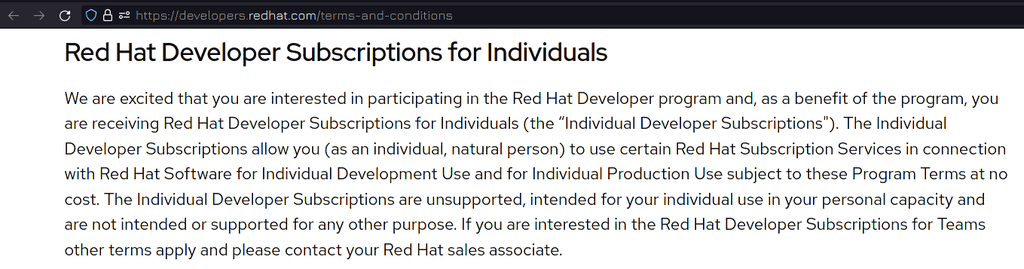 https://developers.redhat.com/terms-and-conditions
Red Hat Developer Subscriptions for Individuals
We are excited that you are interested in participating in the Red Hat Developer program and, as a benefit of the program, you
are receiving Red Hat Developer Subscriptions for Individuals (the “Individual Developer Subscriptions"). The Individual
Developer Subscriptions allow you (as an individual, natural person) to use certain Red Hat Subscription Services in connection
with Red Hat Software for Individual Development Use and for Individual Production Use subject to these Program Terms at no
cost. The Individual Developer Subscriptions are unsupported, intended for your individual use in your personal capacity and
are not intended or supported for any other purpose. If you are interested in the Red Hat Developer Subscriptions for Teams
other terms apply and please contact your Red Hat sales associate.